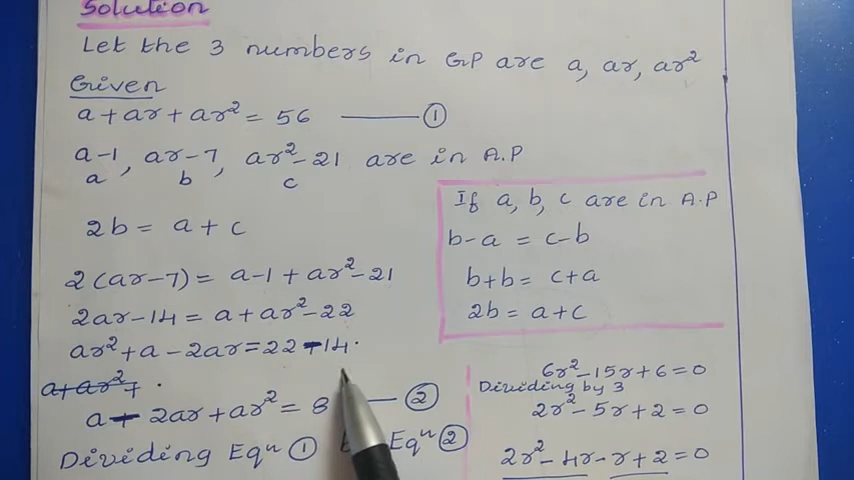 Solution
Let the 3 numbers in GP are a, ar, ar²
Given
a + ar + ar² = 56 —— ①
a-1, ar-7, ar²-21 are in A.P
a b c
2b = a + c
2(ar-7) = a-1 + ar²-21
2ar-14 = a + ar²-22
ar² + a - 2ar = 22 - 14.
a+ar²+ .
a - 2ar + ar² = 8 — ②
Dividing Eqⁿ ① Eqⁿ ②
If a, b, c are in A.P
b-a = c-b
b+b = c+a
2b = a+c
6r²-15r+6=0
Dividing by 3
2r²-5r+2=0
2r²-4r-r+2=0